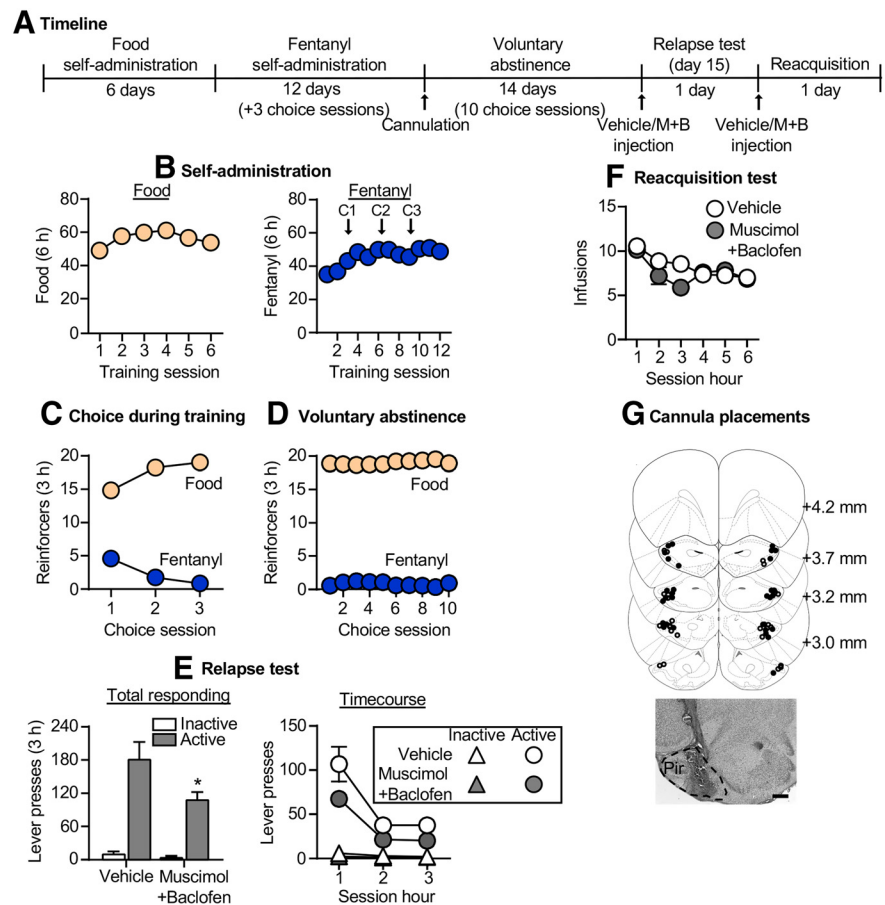 A Timeline
Food
self-administration
Fentanyl
self-administration
Voluntary
abstinence
Relapse test
(day 15)
Reacquisition
6 days
12 days
(+3 choice sessions)
14 days
(10 choice sessions)
1 day
1 day
Cannulation
Vehicle/M+B
injection
Vehicle/M+B
injection
B Self-administration
Food
Food (6 h)
80
60
40
20
0
1 2 3 4 5 6
Training session
Fentanyl
C1 C2 C3
Fentanyl (6 h)
80
60
40
20
0
2 4 6 8 10 12
Training session
F Reacquisition test
Vehicle
Muscimol
+Baclofen
Infusions
15
10
5
0
1 2 3 4 5 6
Session hour
C Choice during training
Reinforcers (3 h)
20
15
10
5
0
Food
Fentanyl
1 2 3
Choice session
D Voluntary abstinence
Reinforcers (3 h)
20
15
10
5
0
Food
Fentanyl
2 4 6 8 10
Choice session
G Cannula placements
+4.2 mm
+3.7 mm
+3.2 mm
+3.0 mm
Pir
E Relapse test
Total responding
Inactive
Active
Lever presses (3 h)
240
180
120
60
0
*
Vehicle Muscimol
+Baclofen
Timecourse
Inactive Active
Vehicle
Muscimol
+Baclofen
Lever presses
150
100
50
0
1 2 3
Session hour